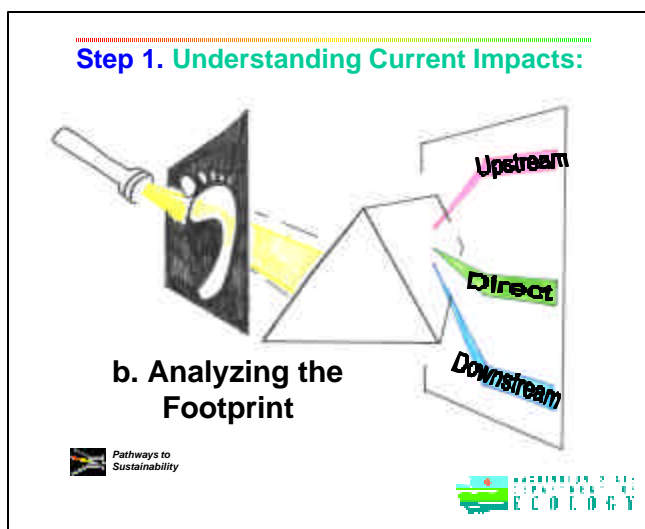 Step 1. Understanding Current Impacts:
Upstream
Direct
Downstream
b. Analyzing the
Footprint
Pathways to
Sustainability
ECOLOGY